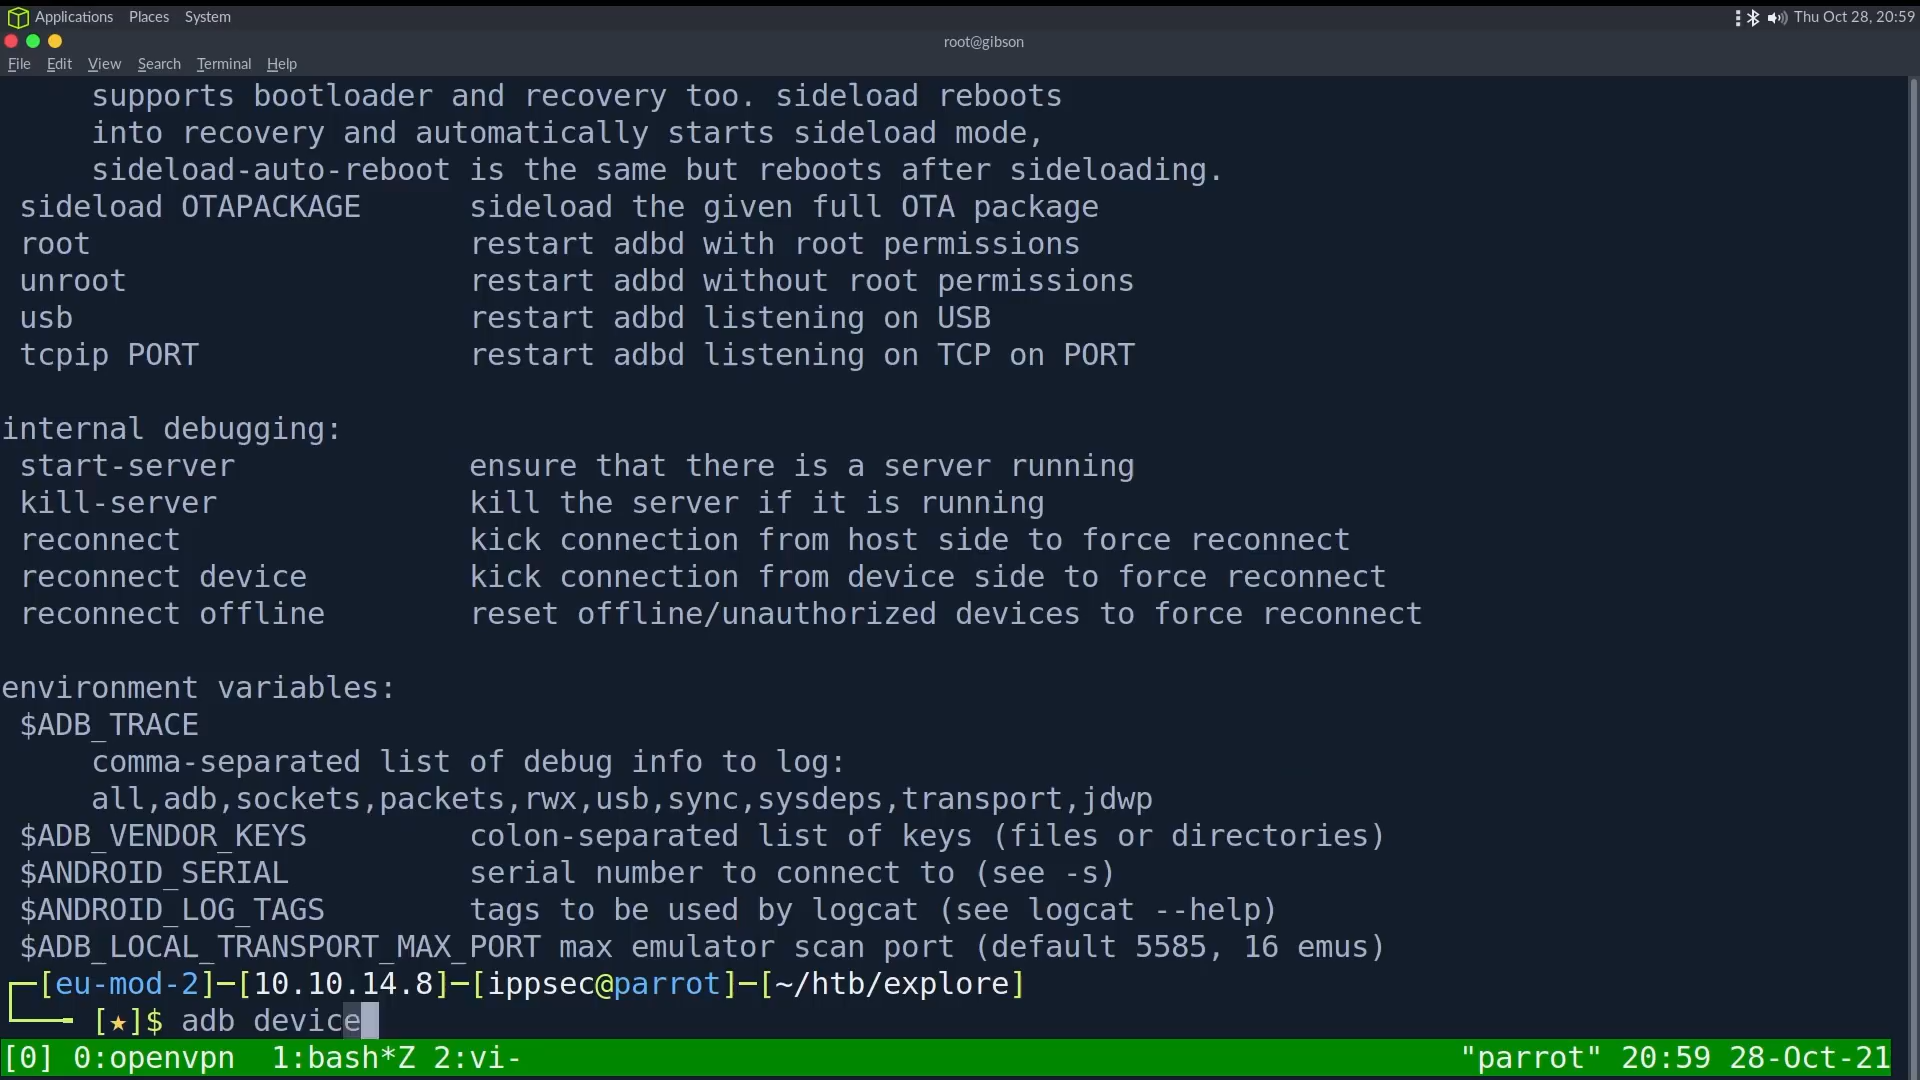 Applications Places System Thu Oct 28, 20:59
root@gibson
File Edit View Search Terminal Help
supports bootloader and recovery too. sideload reboots
into recovery and automatically starts sideload mode,
sideload-auto-reboot is the same but reboots after sideloading.
sideload OTAPACKAGE sideload the given full OTA package
root restart adbd with root permissions
unroot restart adbd without root permissions
usb restart adbd listening on USB
tcpip PORT restart adbd listening on TCP on PORT
internal debugging:
start-server ensure that there is a server running
kill-server kill the server if it is running
reconnect kick connection from host side to force reconnect
reconnect device kick connection from device side to force reconnect
reconnect offline reset offline/unauthorized devices to force reconnect
environment variables:
$ADB_TRACE
comma-separated list of debug info to log:
all,adb,sockets,packets,rwx,usb,sync,sysdeps,transport,jdwp
$ADB_VENDOR_KEYS colon-separated list of keys (files or directories)
$ANDROID_SERIAL serial number to connect to (see -s)
$ANDROID_LOG_TAGS tags to be used by logcat (see logcat --help)
$ADB_LOCAL_TRANSPORT_MAX_PORT max emulator scan port (default 5585, 16 emus)
┌─[eu-mod-2]─[10.10.14.8]─[ippsec@parrot]─[~/htb/explore]
└──╼ [★]$ adb device
[0] 0:openvpn 1:bash*Z 2:vi- "parrot" 20:59 28-Oct-21